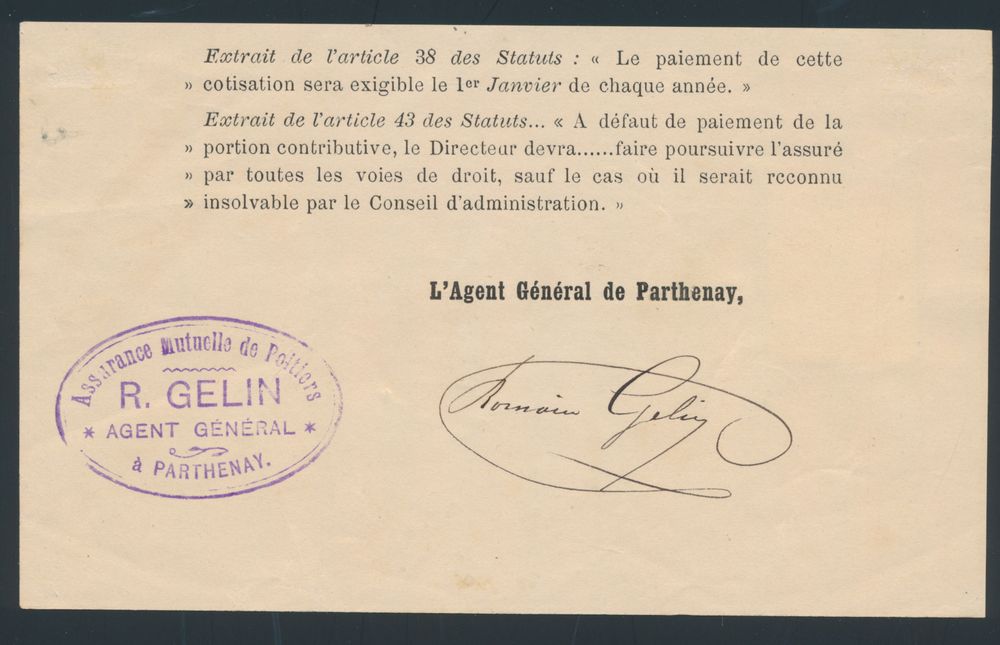 Extrait de l'article 38 des Statuts : « Le paiement de cette
» cotisation sera exigible le 1er Janvier de chaque année. »
Extrait de l'article 43 des Statuts... « A défaut de paiement de la
» portion contributive, le Directeur devra......faire poursuivre l'assuré
» par toutes les voies de droit, sauf le cas où il serait reconnu
» insolvable par le Conseil d'administration. »
L'Agent Général de Parthenay,
Assurance Mutuelle de Poitiers
R. GELIN
* AGENT GÉNÉRAL *
à PARTHENAY.
Romain Gelin